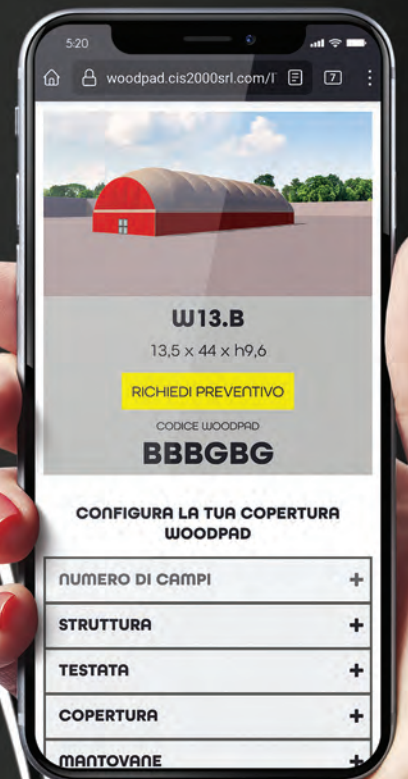 5:20
woodpad.cis2000srl.com/I
7
W13.B
13,5 x 44 x h9,6
RICHIEDI PREVENTIVO
CODICE WOODPAD
BBBGBG
CONFIGURA LA TUA COPERTURA
WOODPAD
NUMERO DI CAMPI +
STRUTTURA +
TESTATA +
COPERTURA +
MANTOVANE +